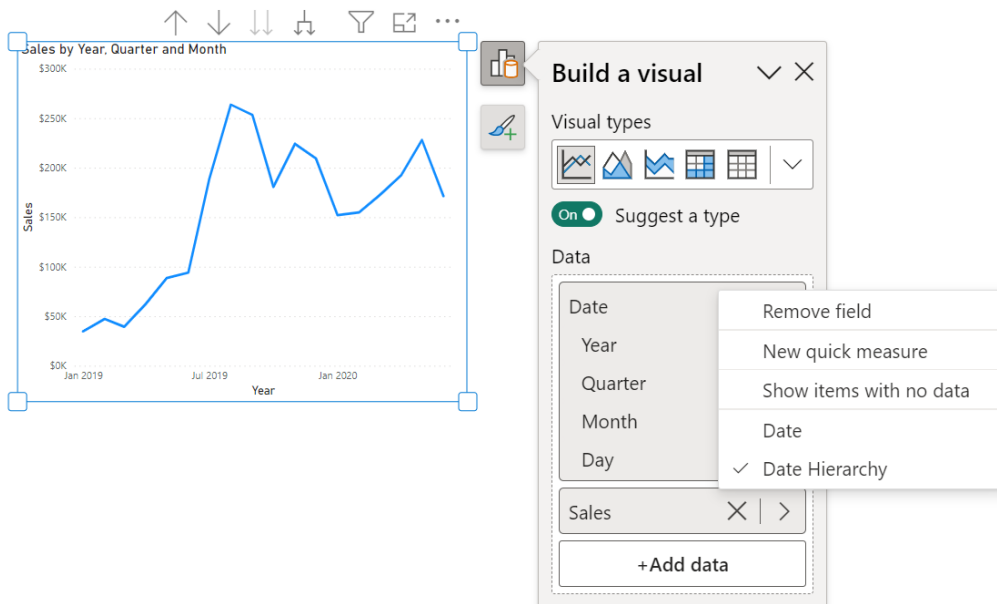 Sales by Year, Quarter and Month
$300K
$250K
$200K
$150K
$100K
$50K
$0K
Sales
Jan 2019 Jul 2019 Jan 2020
Year
Build a visual
Visual types
On Suggest a type
Data
Date
Year
Quarter
Month
Day
Remove field
New quick measure
Show items with no data
Date
Date Hierarchy
Sales
+Add data